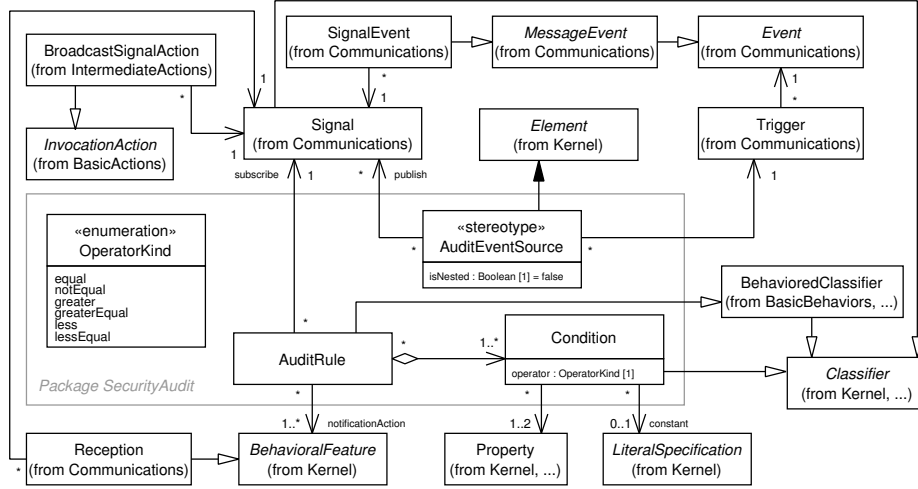 BroadcastSignalAction
(from IntermediateActions)
SignalEvent
(from Communications)
MessageEvent
(from Communications)
Event
(from Communications)
*
1
*
1
1
*
InvocationAction
(from BasicActions)
1
Signal
(from Communications)
Element
(from Kernel)
Trigger
(from Communications)
subscribe
1
*
publish
1
«enumeration»
OperatorKind
equal
notEqual
greater
greaterEqual
less
lessEqual
*
«stereotype»
AuditEventSource
isNested : Boolean [1] = false
*
BehavioredClassifier
(from BasicBehaviors, ...)
*
AuditRule
*
1..*
Condition
operator : OperatorKind [1]
Classifier
(from Kernel, ...)
Package SecurityAudit
*
*
*
1..*
notificationAction
1..2
0..1
constant
*
Reception
(from Communications)
BehavioralFeature
(from Kernel)
Property
(from Kernel, ...)
LiteralSpecification
(from Kernel)